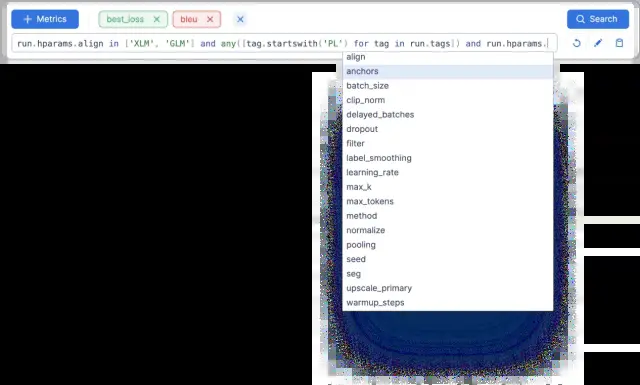 Metrics best_loss bleu Search
run.hparams.align in ['XLM', 'GLM'] and any([tag.startswith('PL') for tag in run.tags]) and run.hparams.
align
anchors
batch_size
clip_norm
delayed_batches
dropout
filter
label_smoothing
learning_rate
max_k
max_tokens
method
normalize
pooling
seed
seg
upscale_primary
warmup_steps